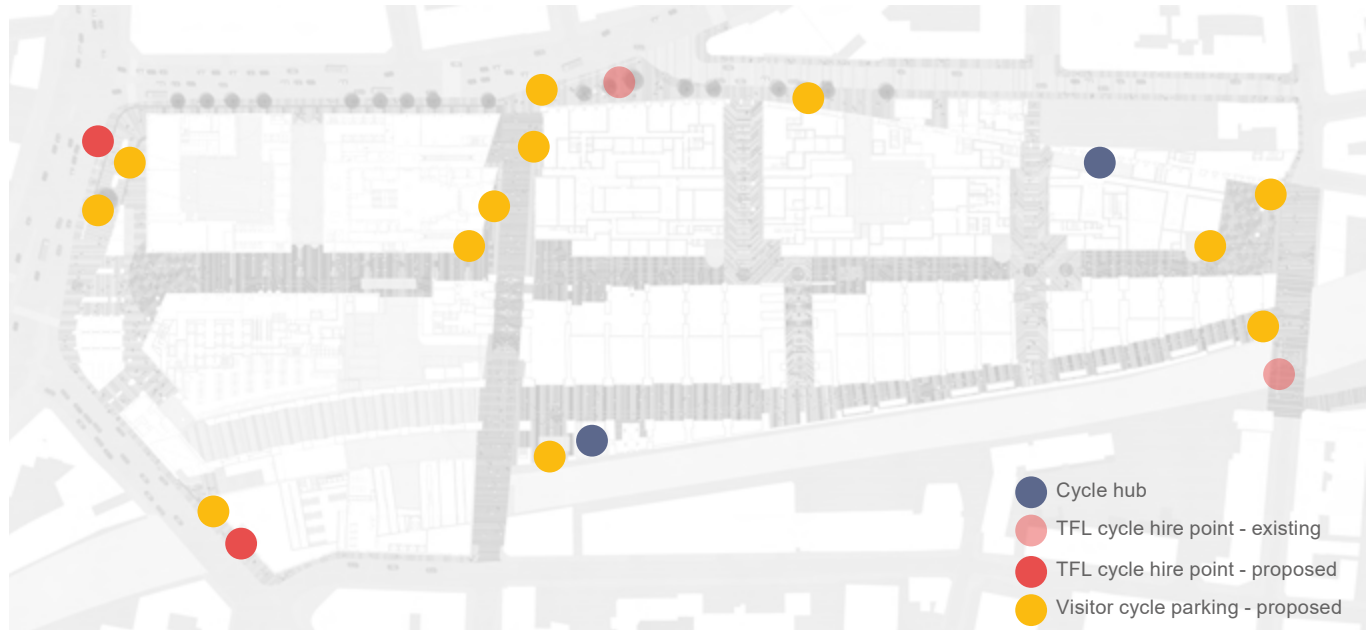 Cycle hub
TFL cycle hire point - existing
TFL cycle hire point - proposed
Visitor cycle parking - proposed